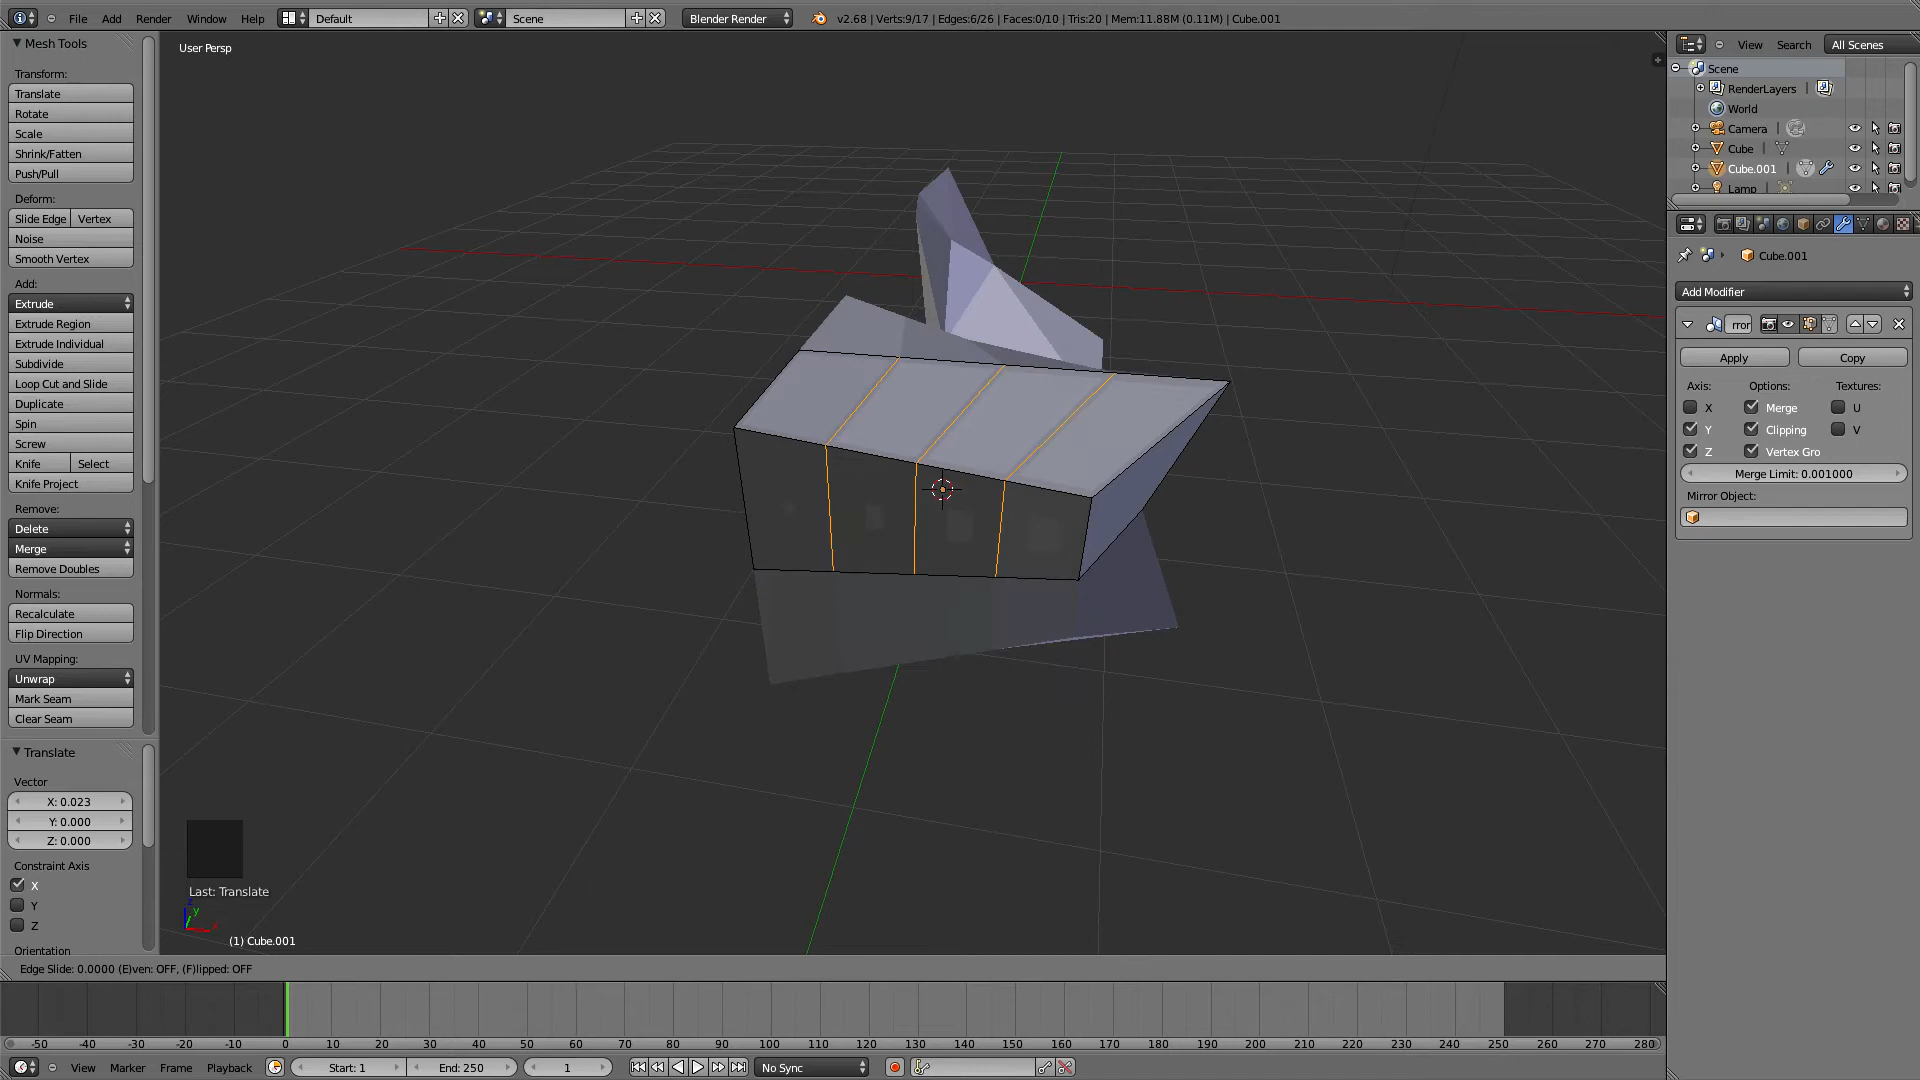 File Add Render Window Help Default Scene Blender Render v2.68 | Verts:9/17 | Edges:6/26 | Faces:0/10 | Tris:20 | Mem:11.88M (0.11M) | Cube.001
Mesh Tools
Transform:
Translate
Rotate
Scale
Shrink/Fatten
Push/Pull
Deform:
Slide Edge Vertex
Noise
Smooth Vertex
Add:
Extrude
Extrude Region
Extrude Individual
Subdivide
Loop Cut and Slide
Duplicate
Spin
Screw
Knife Select
Knife Project
Remove:
Delete
Merge
Remove Doubles
Normals:
Recalculate
Flip Direction
UV Mapping:
Unwrap
Mark Seam
Clear Seam
Translate
Vector
X: 0.023
Y: 0.000
Z: 0.000
Constraint Axis
X
Y
Z
Orientation
User Persp
Last: Translate
z
y
x
(1) Cube.001
View Search All Scenes
Scene
RenderLayers |
World
Camera |
Cube |
Cube.001 |
Lamp |
Cube.001
Add Modifier
rror
Apply Copy
Axis: Options: Textures:
X Merge U
Y Clipping V
Z Vertex Gro
Merge Limit: 0.001000
Mirror Object:
Edge Slide: 0.0000 (E)ven: OFF, (F)lipped: OFF
-50 -40 -30 -20 -10 0 10 20 30 40 50 60 70 80 90 100 110 120 130 140 150 160 170 180 190 200 210 220 230 240 250 260 270 280
View Marker Frame Playback Start: 1 End: 250 1 No Sync